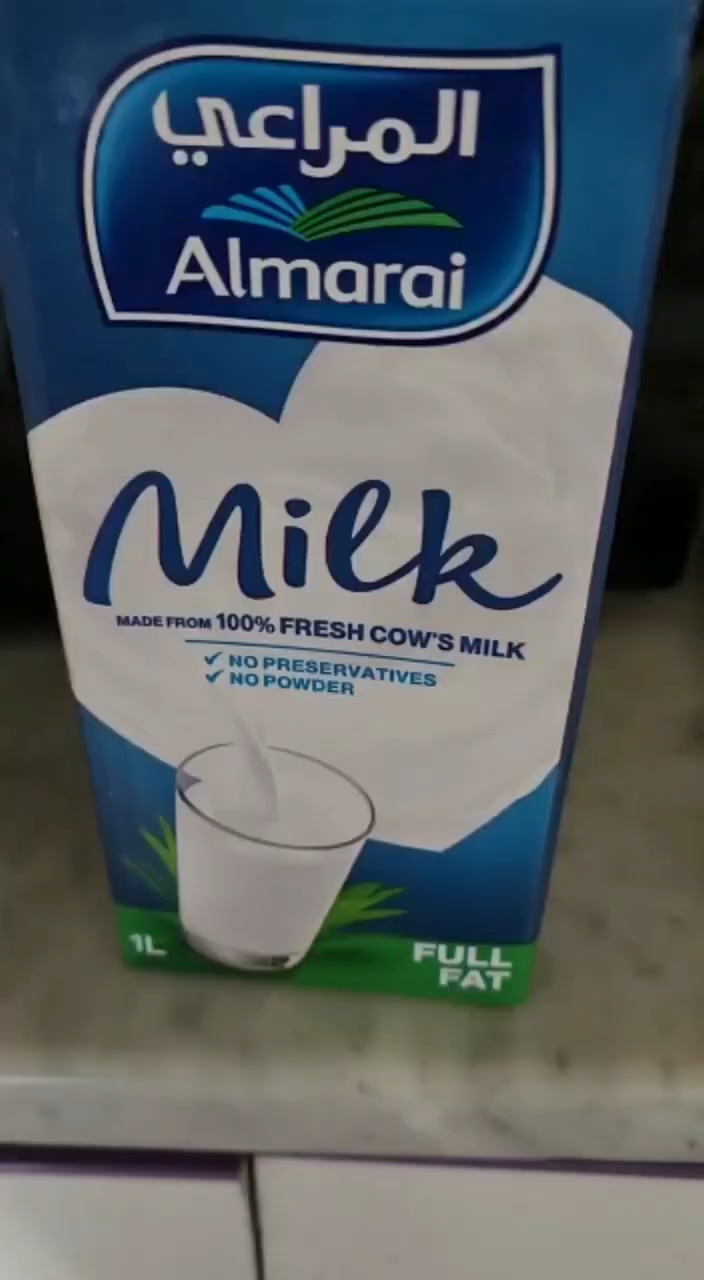 المراعي
Almarai
Milk
MADE FROM 100% FRESH COW'S MILK
✓ NO PRESERVATIVES
✓ NO POWDER
1L
FULL
FAT